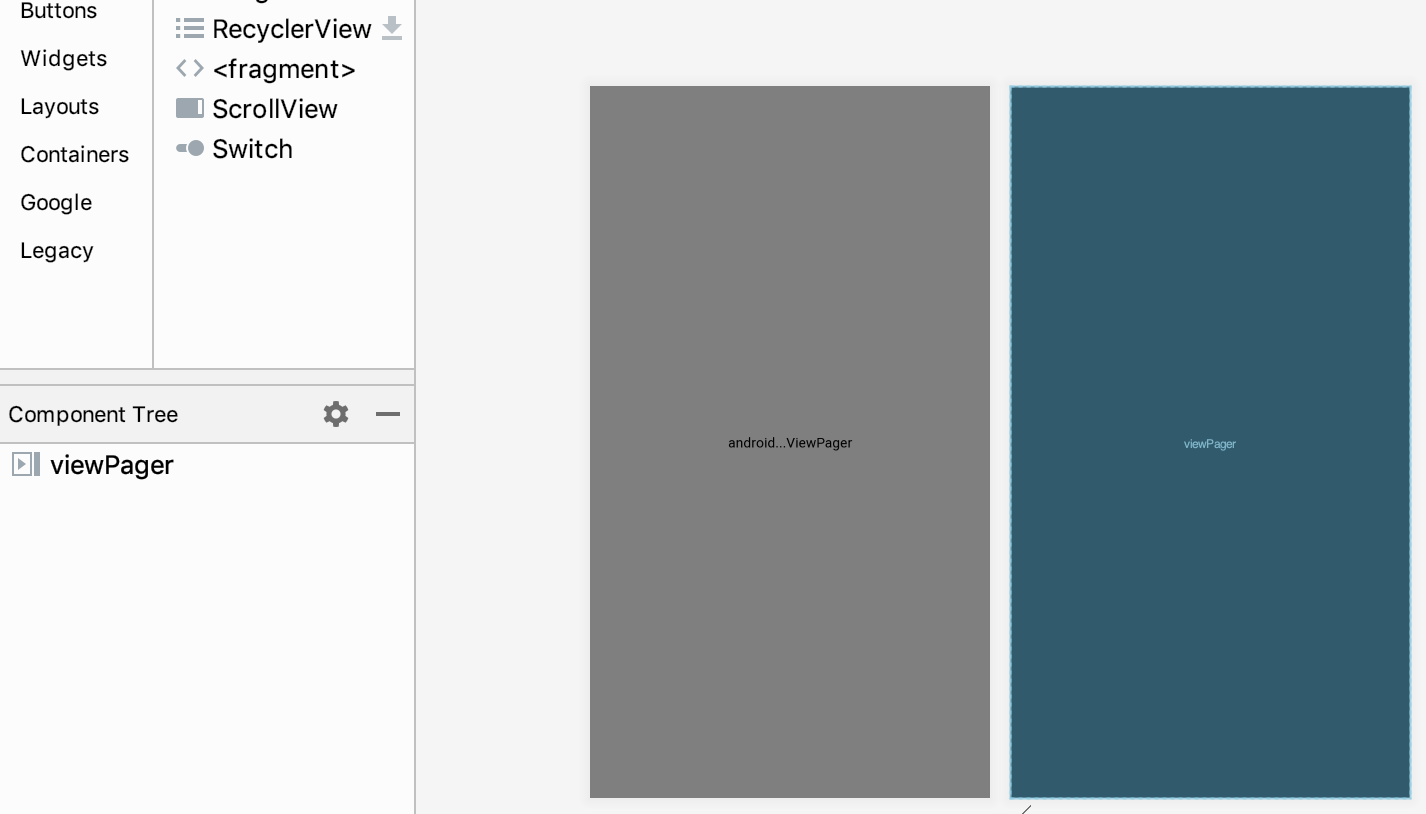 Buttons
Widgets
Layouts
Containers
Google
Legacy
RecyclerView
<fragment>
ScrollView
Switch
Component Tree
viewPager
android...ViewPager
viewPager